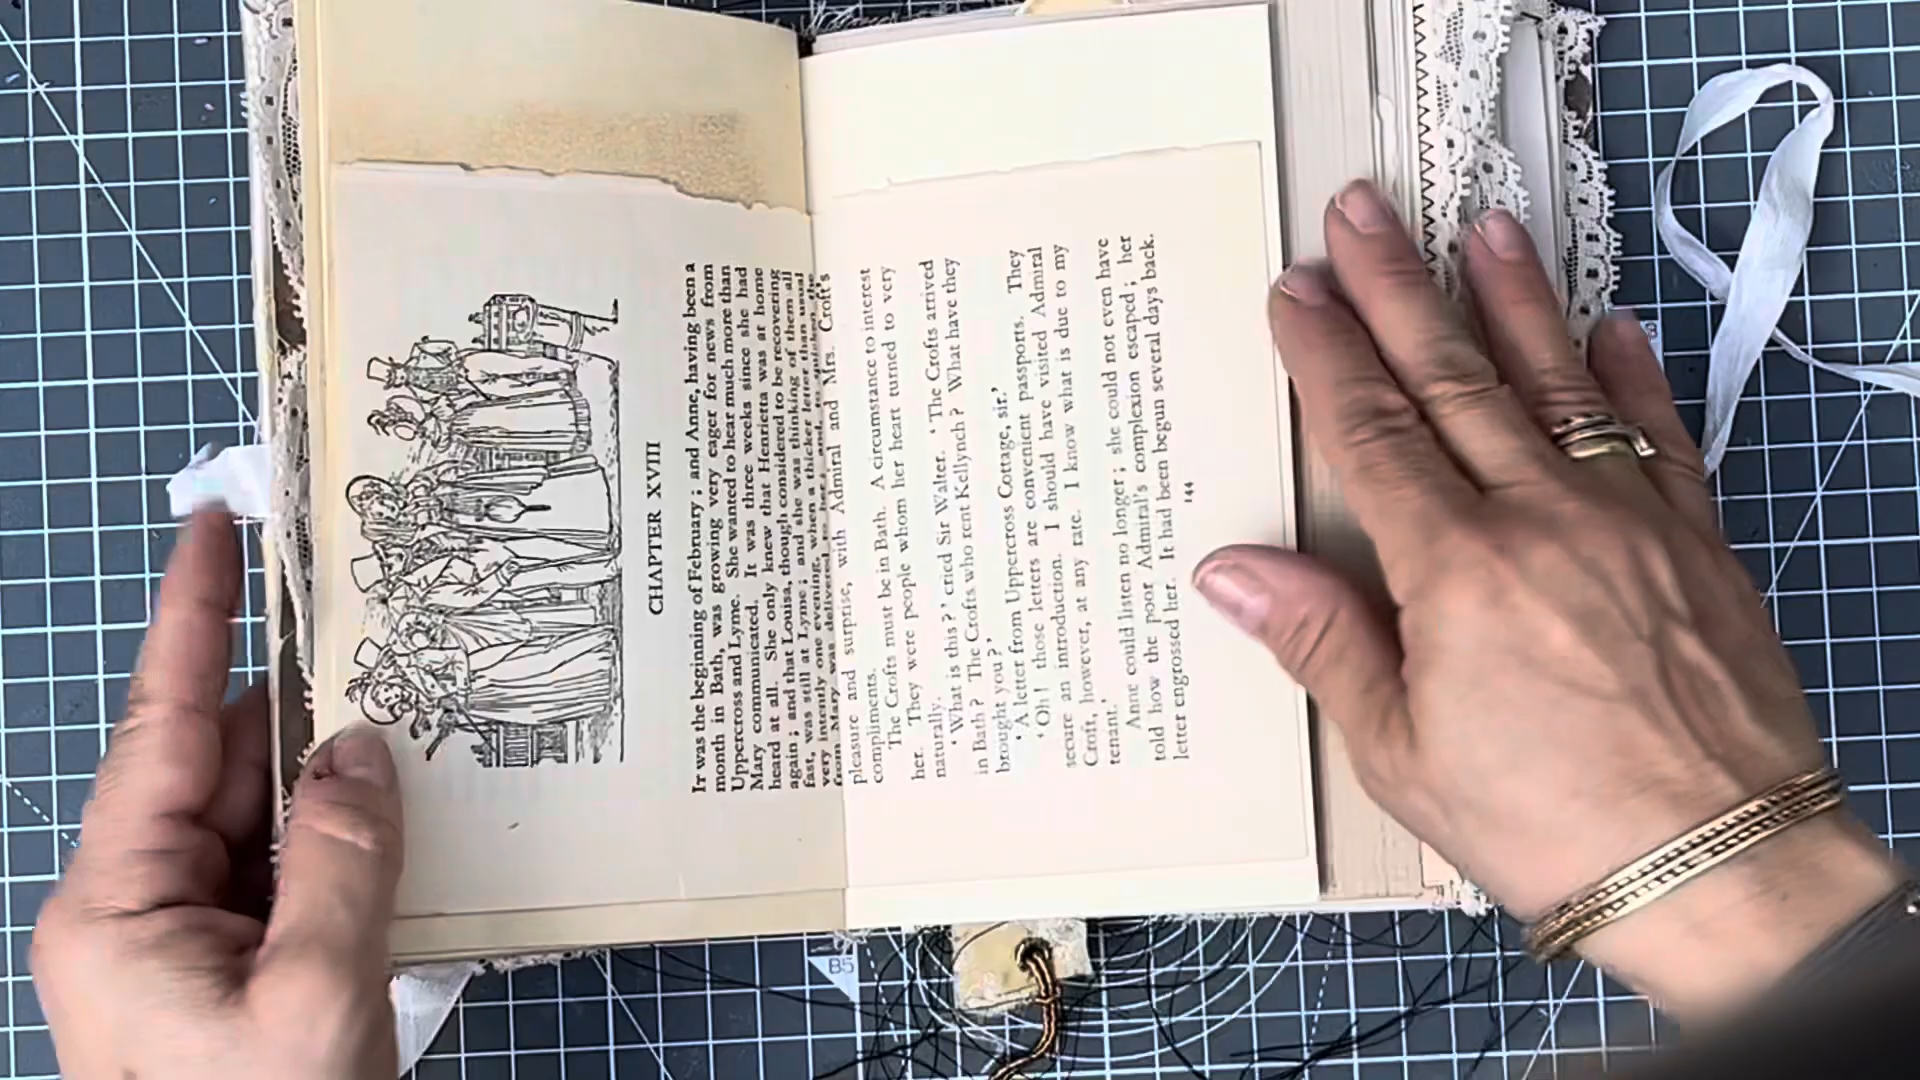 CHAPTER XVIII
IT was the beginning of February ; and Anne, having been a
month in Bath, was growing very eager for news from
Uppercross and Lyme. She wanted to hear much more than
Mary communicated. It was three weeks since she had
heard at all. She only knew that Henrietta was at home
again ; and that Louisa, though considered to be recovering
fast, was still at Lyme ; and she was thinking of them all
very intently one evening, when a thicker letter than usual
from Mary was delivered to her ; and, to quicken the
pleasure and surprise, with Admiral and Mrs. Croft's
compliments.
The Crofts must be in Bath. A circumstance to interest
her. They were people whom her heart turned to very
naturally.
‘ What is this ? ’ cried Sir Walter. ‘ The Crofts arrived
in Bath ? The Crofts who rent Kellynch ? What have they
brought you ? ’
‘ A letter from Uppercross Cottage, sir.’
‘ Oh ! those letters are convenient passports. They
secure an introduction. I should have visited Admiral
Croft, however, at any rate. I know what is due to my
tenant.’
Anne could listen no longer ; she could not even have
told how the poor Admiral's complexion escaped ; her
letter engrossed her. It had been begun several days back.
144
B5